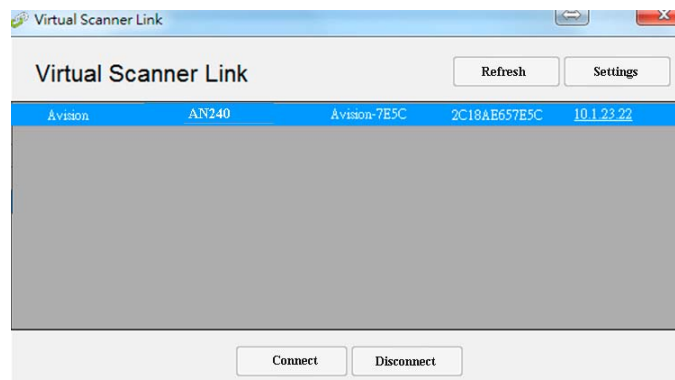 Virtual Scanner Link
Virtual Scanner Link Refresh Settings
Avision AN240 Avision-7E5C 2C18AE657E5C 10.1.23.22
Connect Disconnect